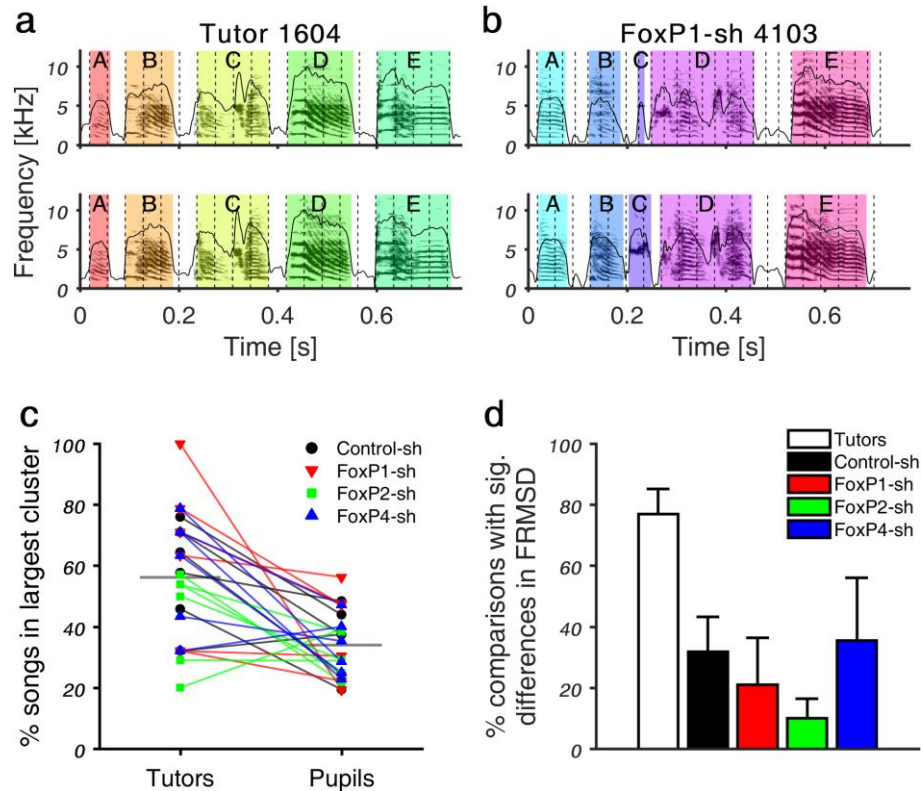 a
Tutor 1604
A B C D E
10
5
0
A B C D E
10
5
0
Frequency [kHz]
0 0.2 0.4 0.6
Time [s]
b
FoxP1-sh 4103
A B C D E
10
5
0
A B C D E
10
5
0
0 0.2 0.4 0.6
Time [s]
c
100
80
60
40
20
0
% songs in largest cluster
Control-sh
FoxP1-sh
FoxP2-sh
FoxP4-sh
Tutors Pupils
d
100
80
60
40
20
0
% comparisons with sig.
differences in FRMSD
Tutors
Control-sh
FoxP1-sh
FoxP2-sh
FoxP4-sh